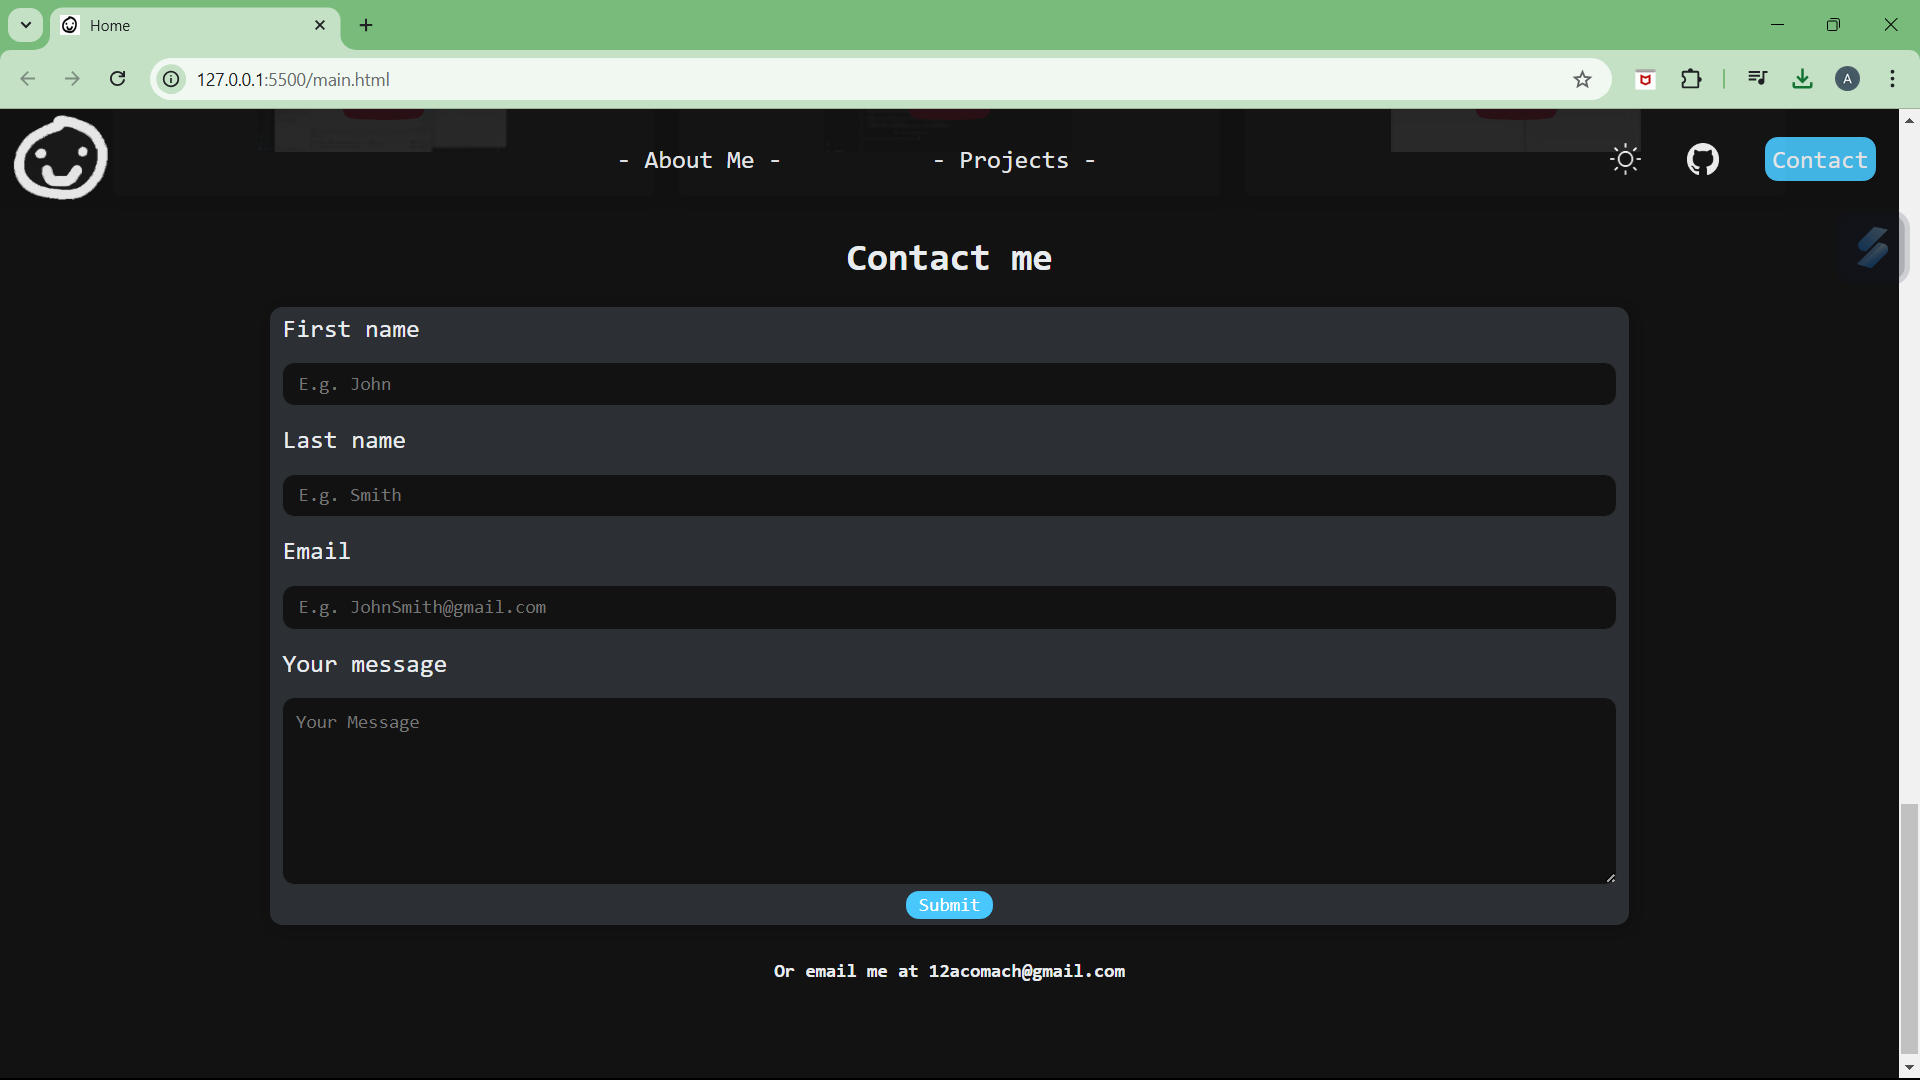 Home
127.0.0.1:5500/main.html
A
- About Me -
- Projects -
Contact
Contact me
First name
E.g. John
Last name
E.g. Smith
Email
E.g. JohnSmith@gmail.com
Your message
Your Message
Submit
Or email me at 12acomach@gmail.com